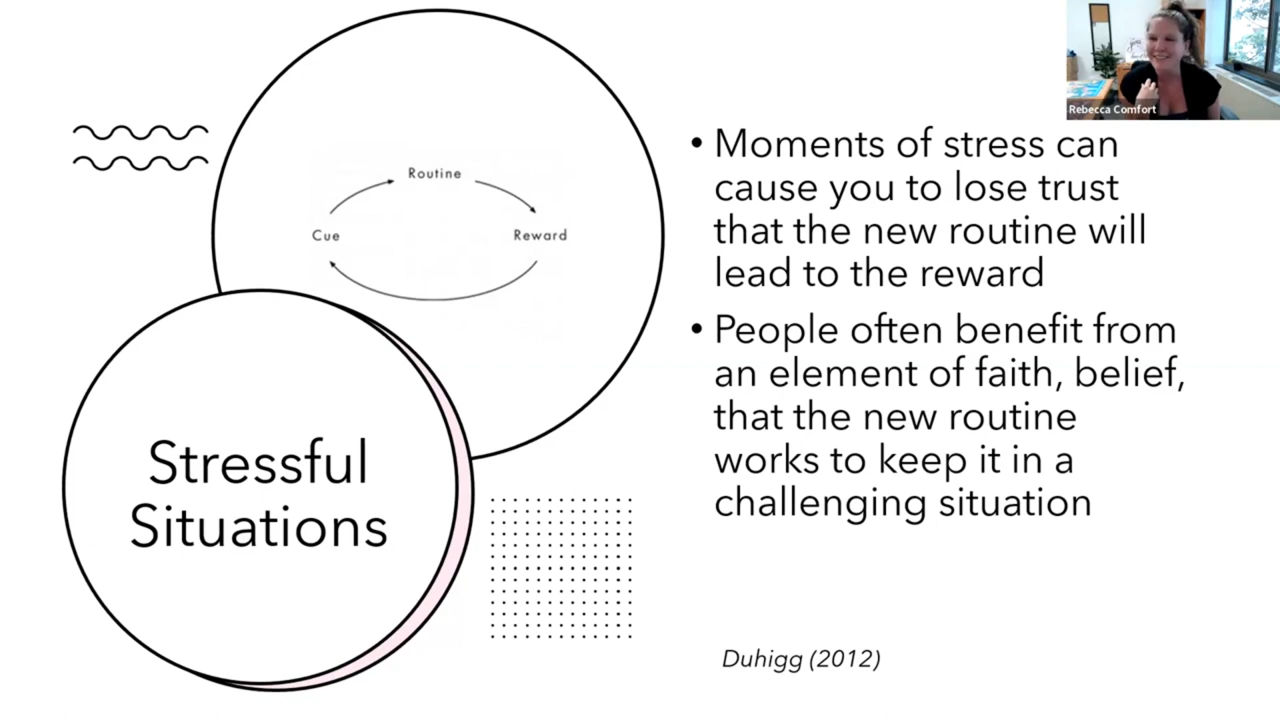 Rebecca Comfort
Routine
Cue
Reward
Stressful
Situations
• Moments of stress can
cause you to lose trust
that the new routine will
lead to the reward
• People often benefit from
an element of faith, belief,
that the new routine
works to keep it in a
challenging situation
Duhigg (2012)